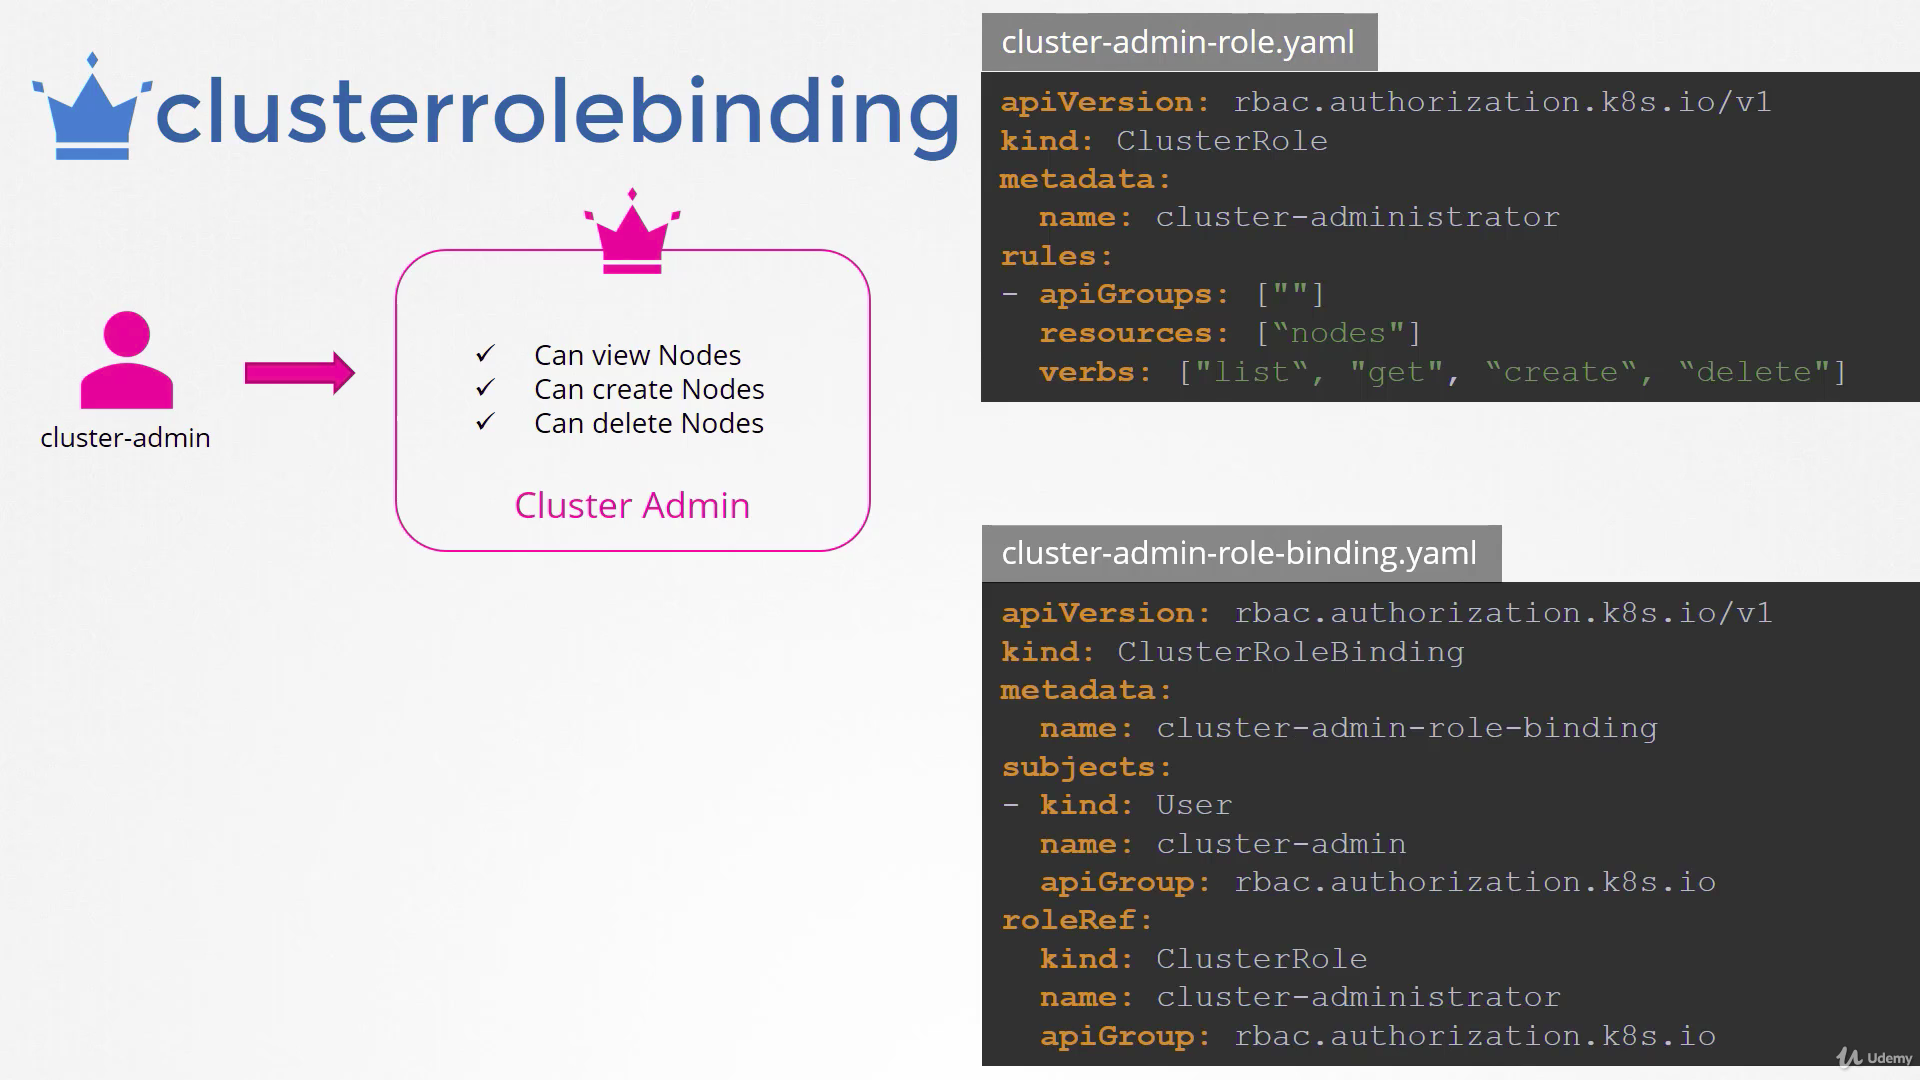 clusterrolebinding
cluster-admin
✓ Can view Nodes
✓ Can create Nodes
✓ Can delete Nodes
Cluster Admin
cluster-admin-role.yaml
apiVersion: rbac.authorization.k8s.io/v1
kind: ClusterRole
metadata:
  name: cluster-administrator
rules:
- apiGroups: [""]
  resources: [“nodes"]
  verbs: ["list“, "get", “create“, “delete"]
cluster-admin-role-binding.yaml
apiVersion: rbac.authorization.k8s.io/v1
kind: ClusterRoleBinding
metadata:
  name: cluster-admin-role-binding
subjects:
- kind: User
  name: cluster-admin
  apiGroup: rbac.authorization.k8s.io
roleRef:
  kind: ClusterRole
  name: cluster-administrator
  apiGroup: rbac.authorization.k8s.io
Udemy